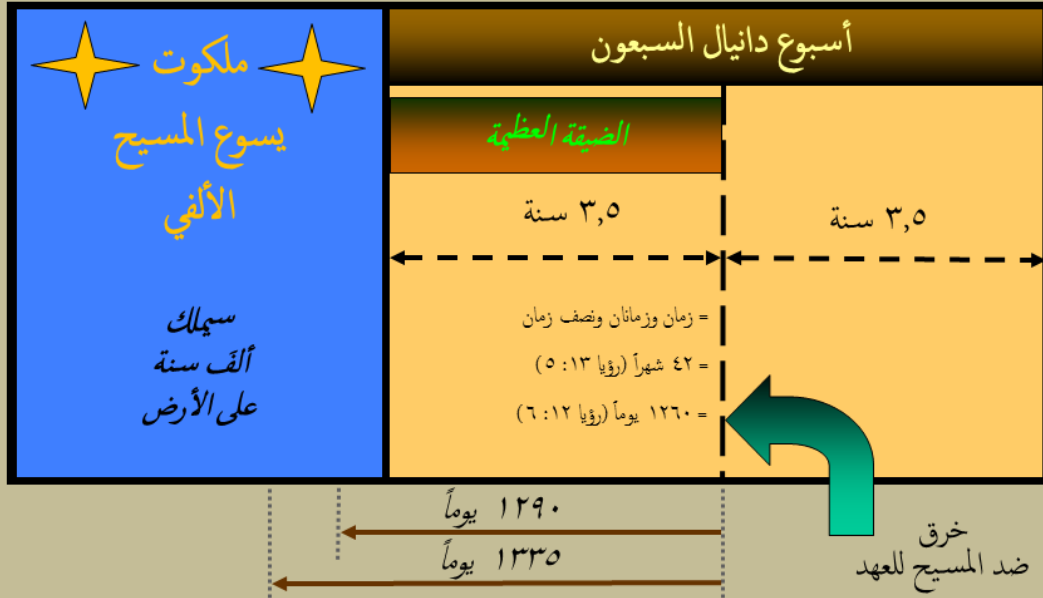 أسبوع دانيال السبعون
٣,٥ سنة
الضيقة العظيمة
٣,٥ سنة
= زمان وزمانان ونصف زمان
= ٤٢ شهراً (رؤيا ١٣: ٥)
= ١٢٦٠ يوماً (رؤيا ١٢: ٦)
ملكوت
يسوع المسيح
الألفي
سيملك
ألفَ سنة
على الأرض
خرق
ضد المسيح للعهد
١٢٩٠ يوماً
١٣٣٥ يوماً